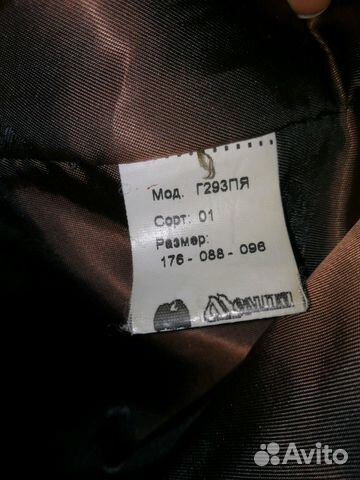 Мод. Г293ПЯ
Сорт: 01
Размер:
176-088-096
Avito